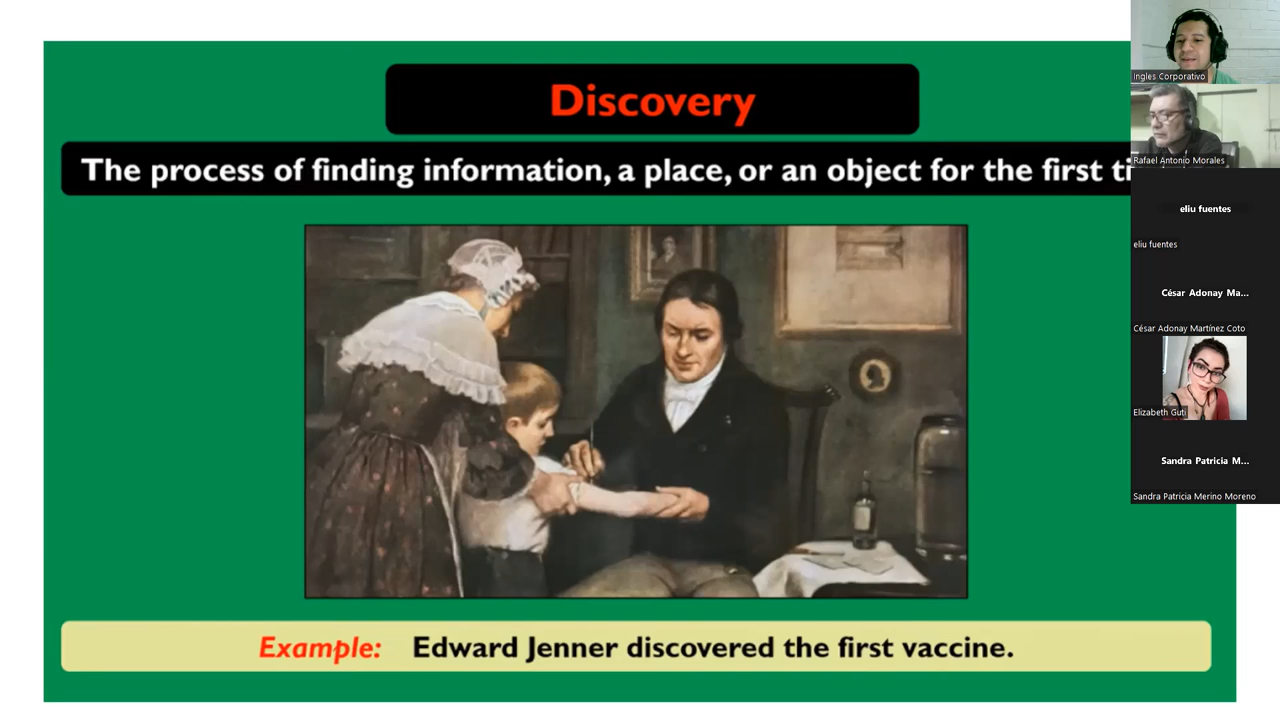 Discovery
The process of finding information, a place, or an object for the first
Example: Edward Jenner discovered the first vaccine.
Ingles Corporativo
Rafael Antonio Morales
eliu fuentes
eliu fuentes
César Adonay Ma...
César Adonay Martínez Coto
Elizabeth Guti
Sandra Patricia M...
Sandra Patricia Merino Moreno